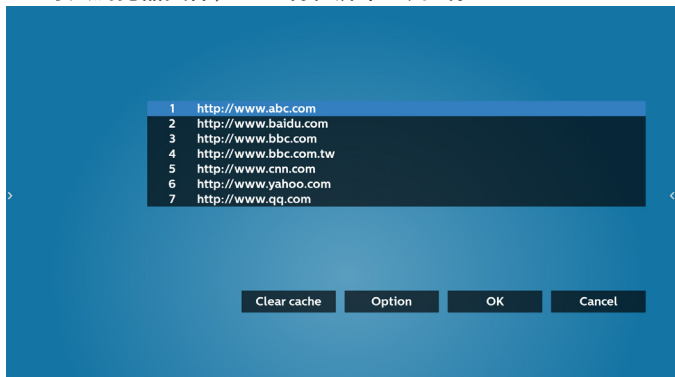 1 http://www.abc.com
2 http://www.baidu.com
3 http://www.bbc.com
4 http://www.bbc.com.tw
5 http://www.cnn.com
6 http://www.yahoo.com
7 http://www.qq.com
> <
Clear cache Option OK Cancel